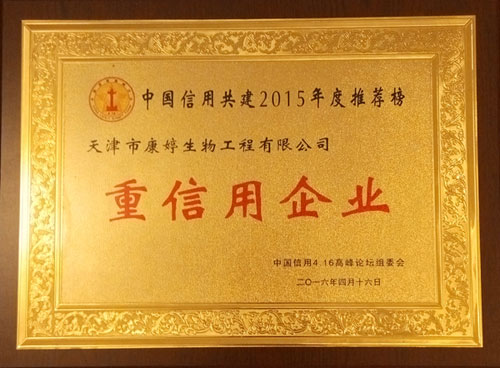 中国信用共建2015年度推荐榜
天津市康婷生物工程有限公司
重信用企业
中国信用4.16高峰论坛组委会
二〇一六年四月十六日